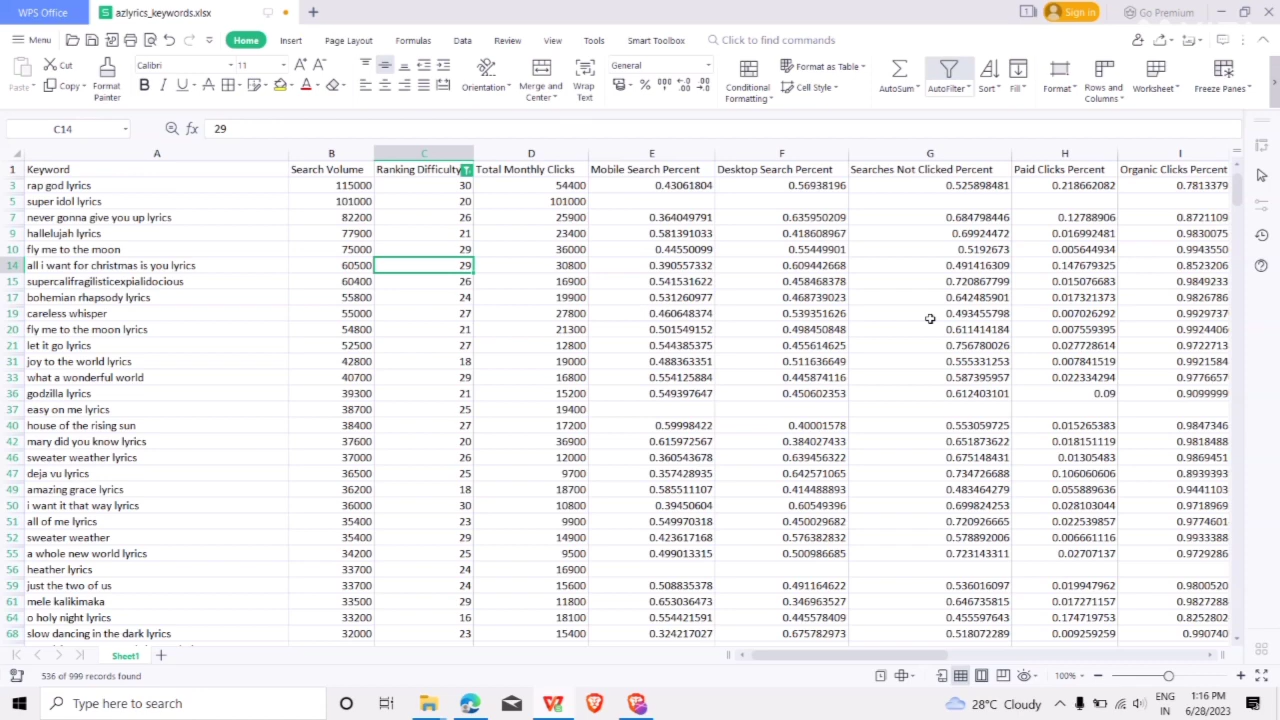 WPS Office azlyrics_keywords.xlsx + 1 Sign in Go Premium
Menu Home Insert Page Layout Formulas Data Review View Tools Smart Toolbox Click to find commands
Paste Cut Copy Format Painter Calibri 11 Orientation Merge and Center Wrap Text General Conditional Formatting Format as Table Cell Style AutoSum AutoFilter Sort Fill Format Rows and Columns Worksheet Freeze Panes
C14 fx 29
A B C D E F G H I
1 Keyword Search Volume Ranking Difficulty Total Monthly Clicks Mobile Search Percent Desktop Search Percent Searches Not Clicked Percent Paid Clicks Percent Organic Clicks Percent
3 rap god lyrics 115000 30 54400 0.43061804 0.56938196 0.525898481 0.218662082 0.7813379
5 super idol lyrics 101000 20 101000
7 never gonna give you up lyrics 82200 26 25900 0.364049791 0.635950209 0.684798446 0.12788906 0.8721109
9 hallelujah lyrics 77900 21 23400 0.581391033 0.418608967 0.69924472 0.016992481 0.9830075
10 fly me to the moon 75000 29 36000 0.44550099 0.55449901 0.5192673 0.005644934 0.9943550
14 all i want for christmas is you lyrics 60500 29 30800 0.390557332 0.609442668 0.491416309 0.147679325 0.8523206
15 supercalifragilisticexpialidocious 60400 26 16900 0.541531622 0.458468378 0.720867799 0.015076683 0.9849233
17 bohemian rhapsody lyrics 55800 24 19900 0.531260977 0.468739023 0.642485901 0.017321373 0.9826786
19 careless whisper 55000 27 27800 0.460648374 0.539351626 0.493455798 0.007026292 0.9929737
20 fly me to the moon lyrics 54800 21 21300 0.501549152 0.498450848 0.611414184 0.007559395 0.9924406
21 let it go lyrics 52500 27 12800 0.544385375 0.455614625 0.756780026 0.027728614 0.9722713
31 joy to the world lyrics 42800 18 19000 0.488363351 0.511636649 0.555331253 0.007841519 0.9921584
33 what a wonderful world 40700 29 16800 0.554125884 0.445874116 0.587395957 0.022334294 0.9776657
36 godzilla lyrics 39300 21 15200 0.549397647 0.450602353 0.612403101 0.09 0.9099999
37 easy on me lyrics 38700 25 19400
40 house of the rising sun 38400 27 17200 0.59998422 0.40001578 0.553059725 0.015265383 0.9847346
42 mary did you know lyrics 37600 20 36900 0.615972567 0.384027433 0.651873622 0.018151119 0.9818488
46 sweater weather lyrics 37000 26 12000 0.360543678 0.639456322 0.675148431 0.01305483 0.9869451
47 deja vu lyrics 36500 25 9700 0.357428935 0.642571065 0.734726688 0.106060606 0.8939393
49 amazing grace lyrics 36200 18 18700 0.585511107 0.414488893 0.483464279 0.055889636 0.9441103
50 i want it that way lyrics 36000 30 10800 0.39450604 0.60549396 0.699824253 0.028103044 0.9718969
51 all of me lyrics 35400 23 9900 0.549970318 0.450029682 0.720926665 0.022539857 0.9774601
52 sweater weather 35400 29 14900 0.423617168 0.576382832 0.578892006 0.006661116 0.9933388
55 a whole new world lyrics 34200 25 9500 0.499013315 0.500986685 0.723143311 0.02707137 0.9729286
56 heather lyrics 33700 24 16900
59 just the two of us 33700 24 15600 0.508835378 0.491164622 0.536016097 0.019947962 0.9800520
61 mele kalikimaka 33500 29 11800 0.653036473 0.346963527 0.646735815 0.017271157 0.9827288
64 o holy night lyrics 33200 16 18100 0.554421591 0.445578409 0.455597643 0.174719753 0.8252802
68 slow dancing in the dark lyrics 32000 23 15400 0.324217027 0.675782973 0.518072289 0.009259259 0.990740
Sheet1 +
536 of 999 records found 100%
Type here to search 28°C Cloudy ENG IN 1:16 PM 6/28/2023